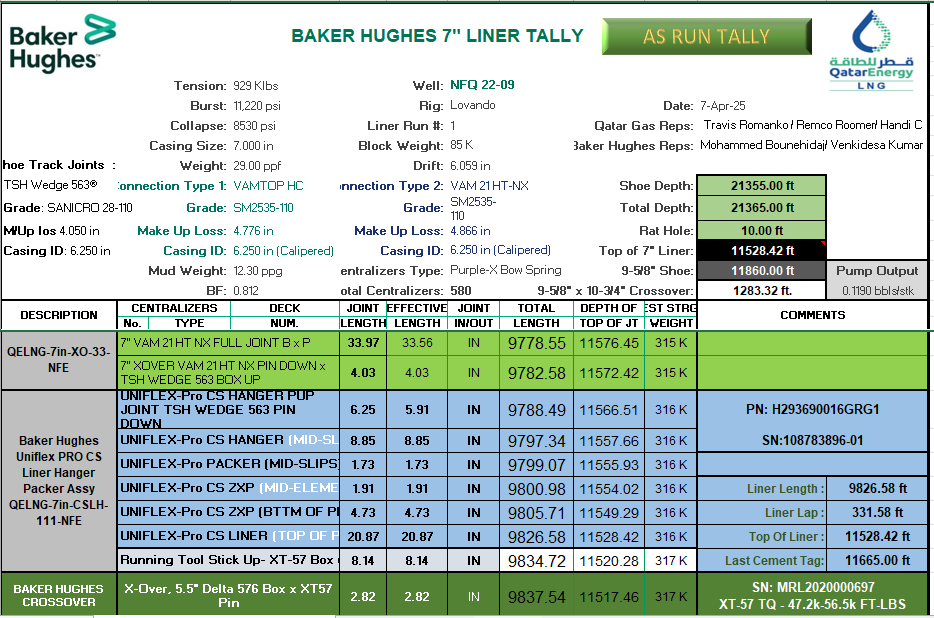 Baker Hughes
BAKER HUGHES 7" LINER TALLY
AS RUN TALLY
قطر للطاقة
QatarEnergy
LNG
Tension: 929 Klbs
Well: NFQ 22-09
Burst: 11,220 psi
Rig: Lovando
Date: 7-Apr-25
Collapse: 8530 psi
Liner Run #: 1
Qatar Gas Reps: Travis Romanko/ Remco Roomer/ Handi C
Casing Size: 7.000 in
Block Weight: 85 K
Baker Hughes Reps: Mohammed Bounehidaj/ Venkidesa Kumar
hoe Track Joints :
Weight: 29.00 ppf
Drift: 6.059 in
TSH Wedge 563®
onnection Type 1: VAMTOP HC
onnection Type 2: VAM 21 HT-NX
Shoe Depth: 21355.00 ft
Grade: SANICRO 28-110
Grade: SM2535-110
Grade: SM2535-110
Total Depth: 21365.00 ft
M/Up los 4.050 in
Make Up Loss: 4.776 in
Make Up Loss: 4.866 in
Rat Hole: 10.00 ft
Casing ID: 6.250 in
Casing ID: 6.250 in (Calipered)
Casing ID: 6.250 in (Calipered)
Top of 7" Liner: 11528.42 ft
Mud Weight: 12.30 ppg
entralizers Type: Purple-X Bow Spring
9-5/8" Shoe: 11860.00 ft
Pump Output
BF: 0.812
otal Centralizers: 580
9-5/8" x 10-3/4" Crossover: 1283.32 ft.
0.1190 bbls/stk
DESCRIPTION
CENTRALIZERS
No. TYPE
DECK NUM.
JOINT LENGTH
EFFECTIVE LENGTH
JOINT IN/OUT
TOTAL LENGTH
DEPTH OF TOP OF JT
EST STRG WEIGHT
COMMENTS
QELNG-7in-XO-33-NFE
7" VAM 21 HT NX FULL JOINT B x P 33.97 33.56 IN 9778.55 11576.45 315 K
7" XOVER VAM 21 HT NX PIN DOWN x TSH WEDGE 563 BOX UP 4.03 4.03 IN 9782.58 11572.42 315 K
Baker Hughes
Uniflex PRO CS
Liner Hanger
Packer Assy
QELNG-7in-CSLH-111-NFE
UNIFLEX-Pro CS HANGER PUP JOINT TSH WEDGE 563 PIN DOWN 6.25 5.91 IN 9788.49 11566.51 316 K PN: H293690016GRG1
UNIFLEX-Pro CS HANGER (MID-SL 8.85 8.85 IN 9797.34 11557.66 316 K SN:108783896-01
UNIFLEX-Pro PACKER (MID-SLIPS) 1.73 1.73 IN 9799.07 11555.93 316 K
UNIFLEX-Pro CS ZXP (MID-ELEME 1.91 1.91 IN 9800.98 11554.02 316 K Liner Length : 9826.58 ft
UNIFLEX-Pro CS ZXP (BTTM OF P 4.73 4.73 IN 9805.71 11549.29 316 K Liner Lap : 331.58 ft
UNIFLEX-Pro CS LINER (TOP OF P 20.87 20.87 IN 9826.58 11528.42 316 K Top Of Liner : 11528.42 ft
Running Tool Stick Up- XT-57 Box 8.14 8.14 IN 9834.72 11520.28 317 K Last Cement Tag: 11665.00 ft
BAKER HUGHES CROSSOVER
X-Over, 5.5" Delta 576 Box x XT57 Pin 2.82 2.82 IN 9837.54 11517.46 317 K
SN: MRL2020000697
XT-57 TQ - 47.2k-56.5k FT-LBS